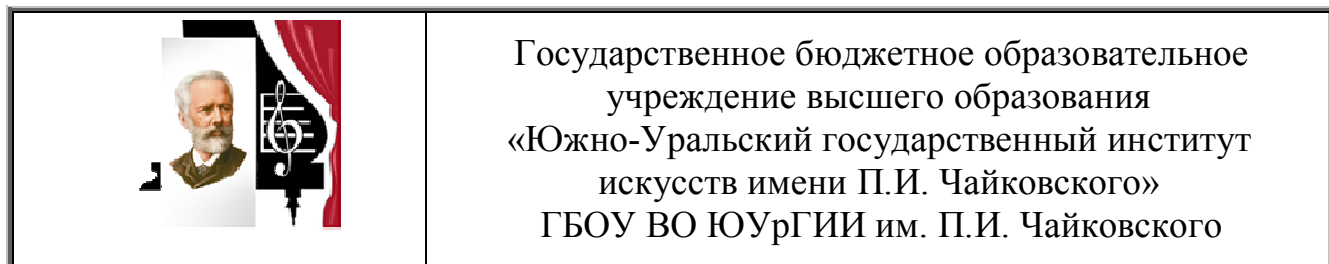 Государственное бюджетное образовательное
учреждение высшего образования
«Южно-Уральский государственный институт
искусств имени П.И. Чайковского»
ГБОУ ВО ЮУрГИИ им. П.И. Чайковского